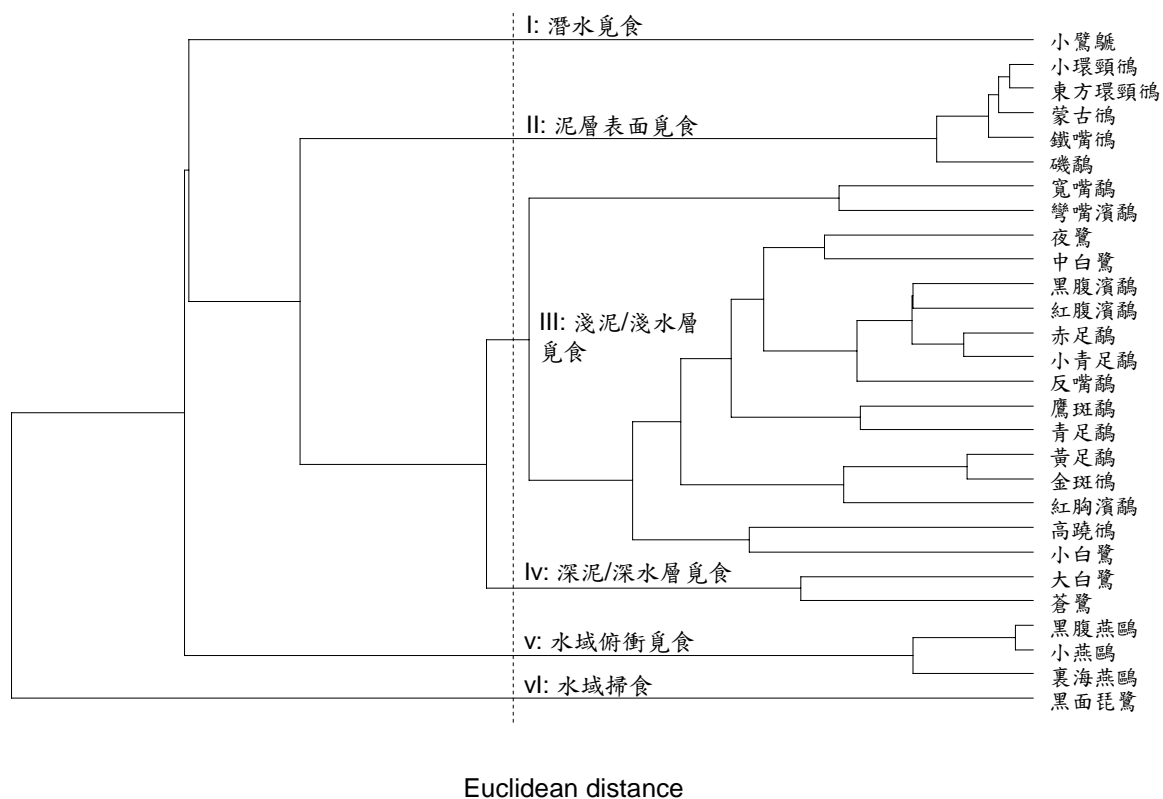 I: 潛水覓食
小鷿鷈
小環頸鴴
東方環頸鴴
蒙古鴴
II: 泥層表面覓食
鐵嘴鴴
磯鷸
寬嘴鷸
彎嘴濱鷸
夜鷺
中白鷺
黑腹濱鷸
紅腹濱鷸
III: 淺泥/淺水層
覓食
赤足鷸
小青足鷸
反嘴鷸
鷹斑鷸
青足鷸
黃足鷸
金斑鴴
紅胸濱鷸
高蹺鴴
小白鷺
Iv: 深泥/深水層覓食
大白鷺
蒼鷺
黑腹燕鷗
v: 水域俯衝覓食
小燕鷗
裏海燕鷗
vI: 水域掃食
黑面琵鷺
Euclidean distance